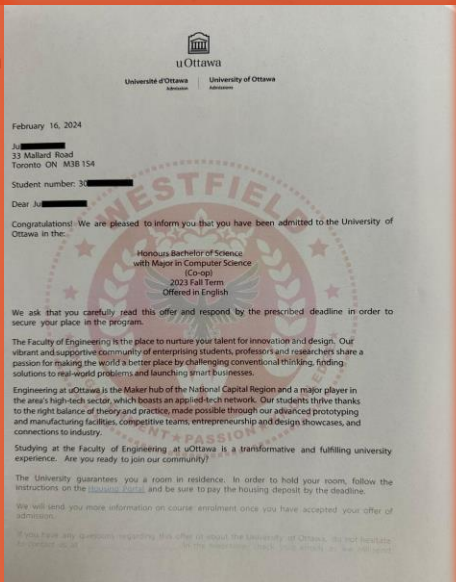 uOttawa
Université d'Ottawa | University of Ottawa
Admission | Admissions
February 16, 2024
Ju
33 Mallard Road
Toronto ON M3B 1S4
Student number: 30
Dear Ju
Congratulations! We are pleased to inform you that you have been admitted to the University of
Ottawa in the:
Honours Bachelor of Science
with Major in Computer Science
(Co-op)
2023 Fall Term
Offered in English
We ask that you carefully read this offer and respond by the prescribed deadline in order to
secure your place in the program.
The Faculty of Engineering is the place to nurture your talent for innovation and design. Our
vibrant and supportive community of enterprising students, professors and researchers share a
passion for making the world a better place by challenging conventional thinking, finding
solutions to real-world problems and launching smart businesses.
Engineering at uOttawa is the Maker hub of the National Capital Region and a major player in
the area's high-tech sector, which boasts an applied-tech network. Our students thrive thanks
to the right balance of theory and practice, made possible through our advanced prototyping
and manufacturing facilities, competitive teams, entrepreneurship and design showcases, and
connections to industry.
Studying at the Faculty of Engineering at uOttawa is a transformative and fulfilling university
experience. Are you ready to join our community?
The University guarantees you a room in residence. In order to hold your room, follow the
instructions on the Housing Portal and be sure to pay the housing deposit by the deadline.
We will send you more information on course enrolment once you have accepted your offer of
admission.
If you have any questions regarding this offer or about the University of Ottawa, do not hesitate
to contact us at
WESTFIELD
PASSION